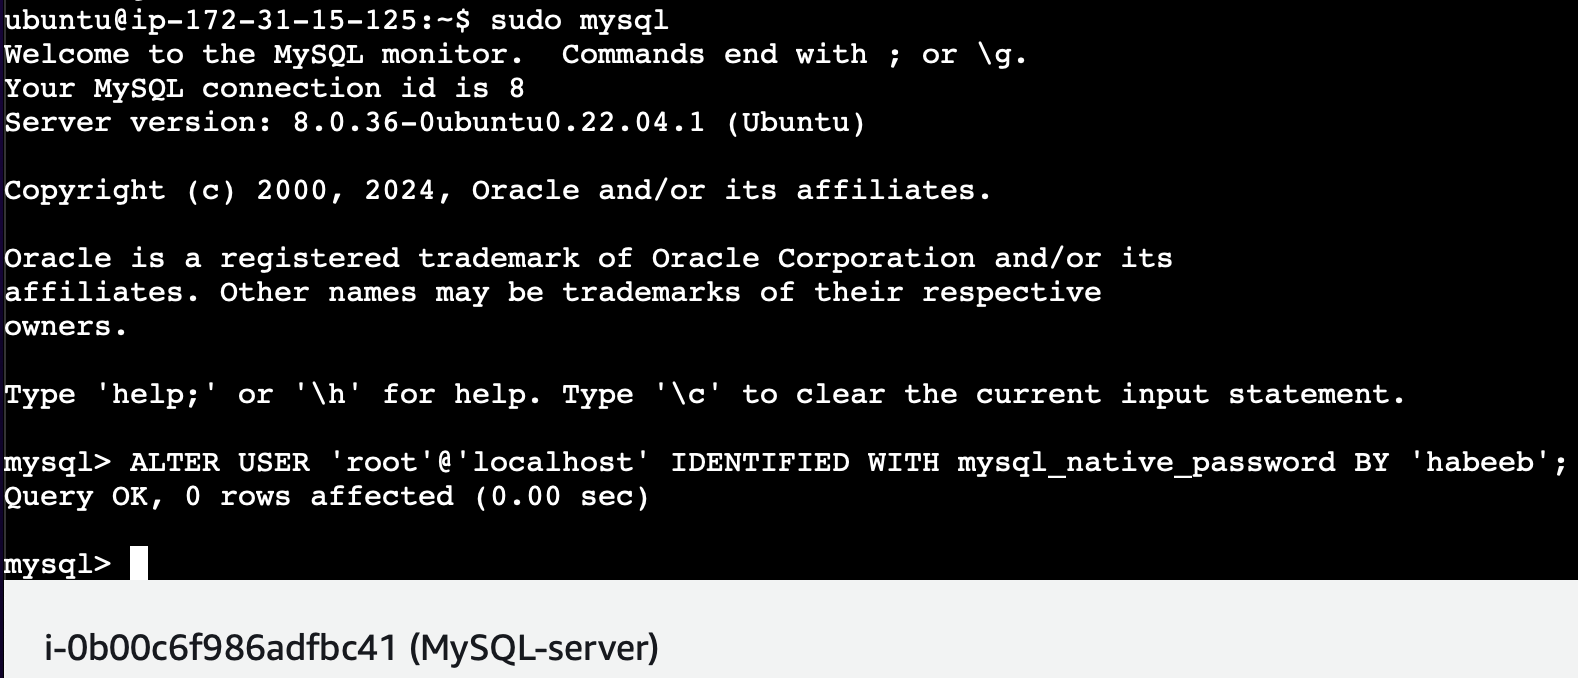 ubuntu@ip-172-31-15-125:~$ sudo mysql
Welcome to the MySQL monitor.  Commands end with ; or \g.
Your MySQL connection id is 8
Server version: 8.0.36-0ubuntu0.22.04.1 (Ubuntu)
Copyright (c) 2000, 2024, Oracle and/or its affiliates.
Oracle is a registered trademark of Oracle Corporation and/or its
affiliates. Other names may be trademarks of their respective
owners.
Type 'help;' or '\h' for help. Type '\c' to clear the current input statement.
mysql> ALTER USER 'root'@'localhost' IDENTIFIED WITH mysql_native_password BY 'habeeb';
Query OK, 0 rows affected (0.00 sec)
mysql>
i-0b00c6f986adfbc41 (MySQL-server)